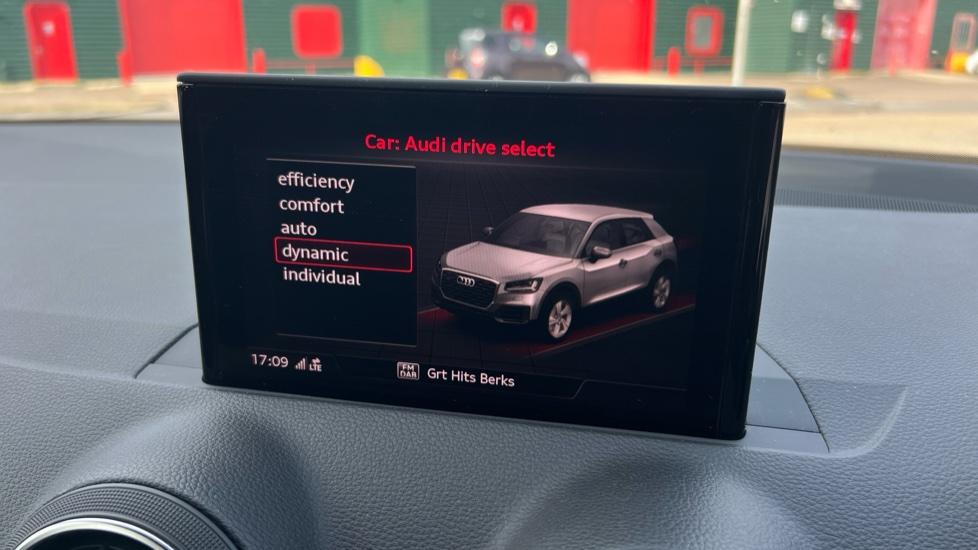 Car: Audi drive select
efficiency
comfort
auto
dynamic
individual
17:09 LTE
FM DAB Grt Hits Berks